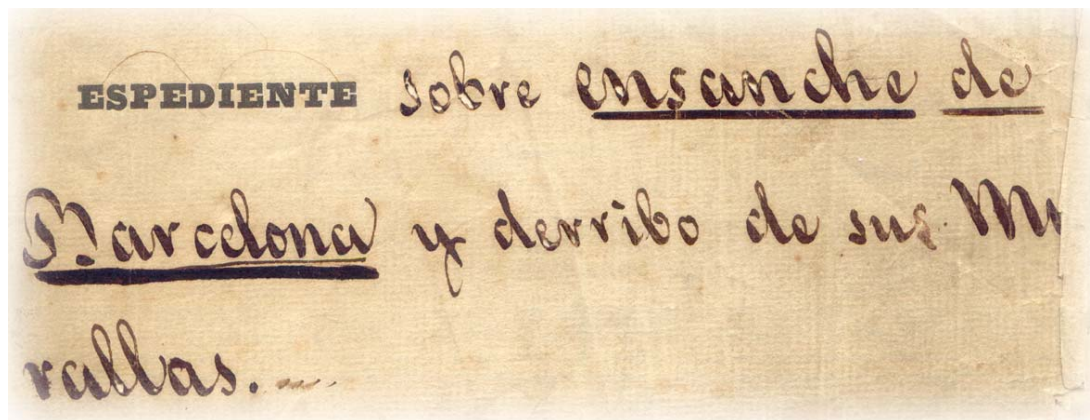 ESPEDIENTE sobre ensanche de
Barcelona y derribo de sus Mu
rallas.